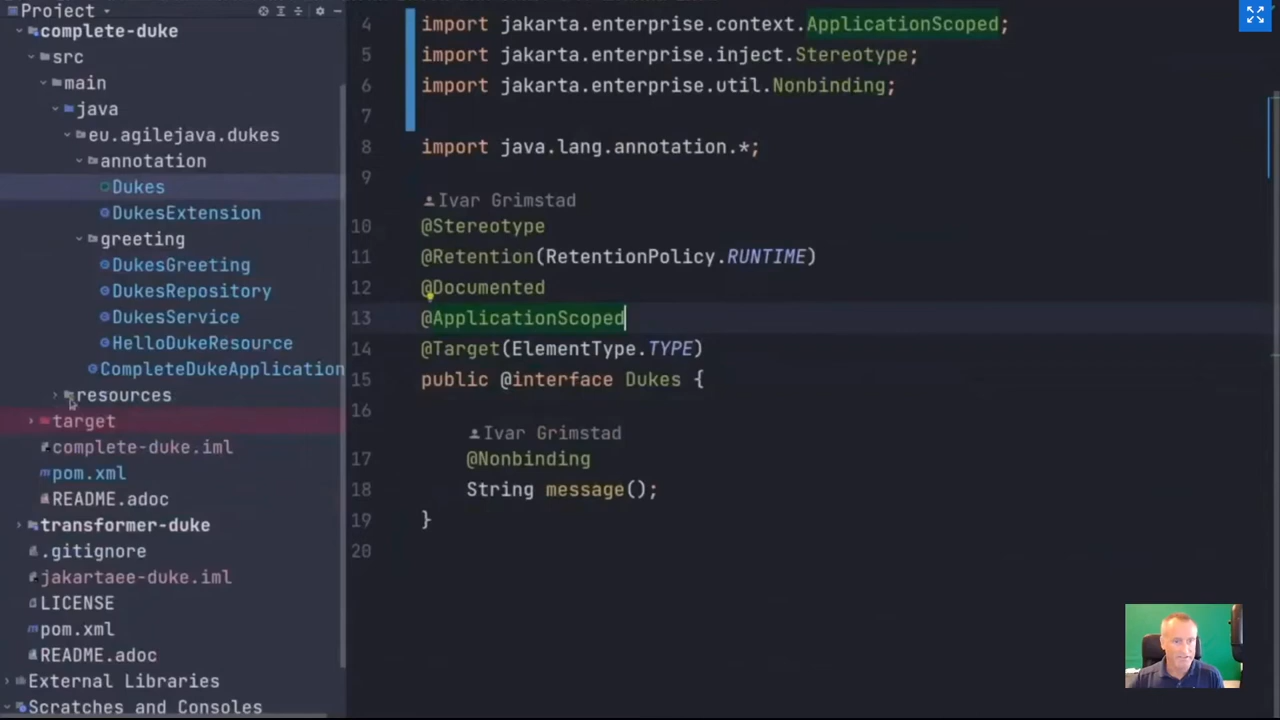 Project
complete-duke
src
main
java
eu.agilejava.dukes
annotation
Dukes
DukesExtension
greeting
DukesGreeting
DukesRepository
DukesService
HelloDukeResource
CompleteDukeApplication
resources
target
complete-duke.iml
pom.xml
README.adoc
transformer-duke
.gitignore
jakartaee-duke.iml
LICENSE
pom.xml
README.adoc
External Libraries
Scratches and Consoles
4 import jakarta.enterprise.context.ApplicationScoped;
5 import jakarta.enterprise.inject.Stereotype;
6 import jakarta.enterprise.util.Nonbinding;
7
8 import java.lang.annotation.*;
9
Ivar Grimstad
10 @Stereotype
11 @Retention(RetentionPolicy.RUNTIME)
12 @Documented
13 @ApplicationScoped
14 @Target(ElementType.TYPE)
15 public @interface Dukes {
16
Ivar Grimstad
17 @Nonbinding
18 String message();
19 }
20